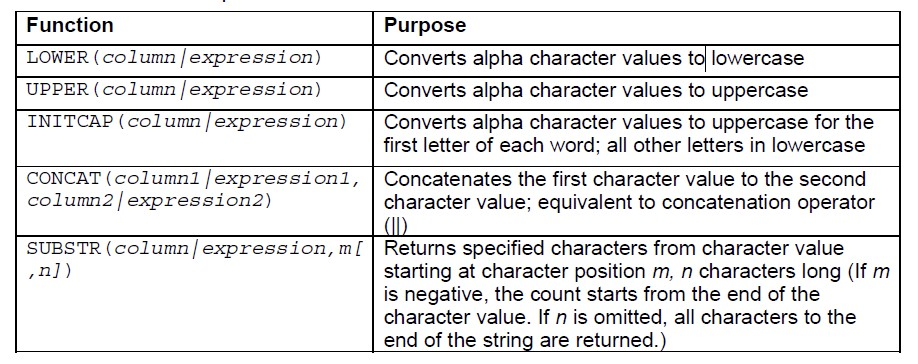 Function
Purpose
LOWER(column|expression)
Converts alpha character values to lowercase
UPPER(column|expression)
Converts alpha character values to uppercase
INITCAP(column|expression)
Converts alpha character values to uppercase for the
first letter of each word; all other letters in lowercase
CONCAT(column1|expression1,
column2|expression2)
Concatenates the first character value to the second
character value; equivalent to concatenation operator
(||)
SUBSTR(column|expression,m[
,n])
Returns specified characters from character value
starting at character position m, n characters long (If m
is negative, the count starts from the end of the
character value. If n is omitted, all characters to the
end of the string are returned.)